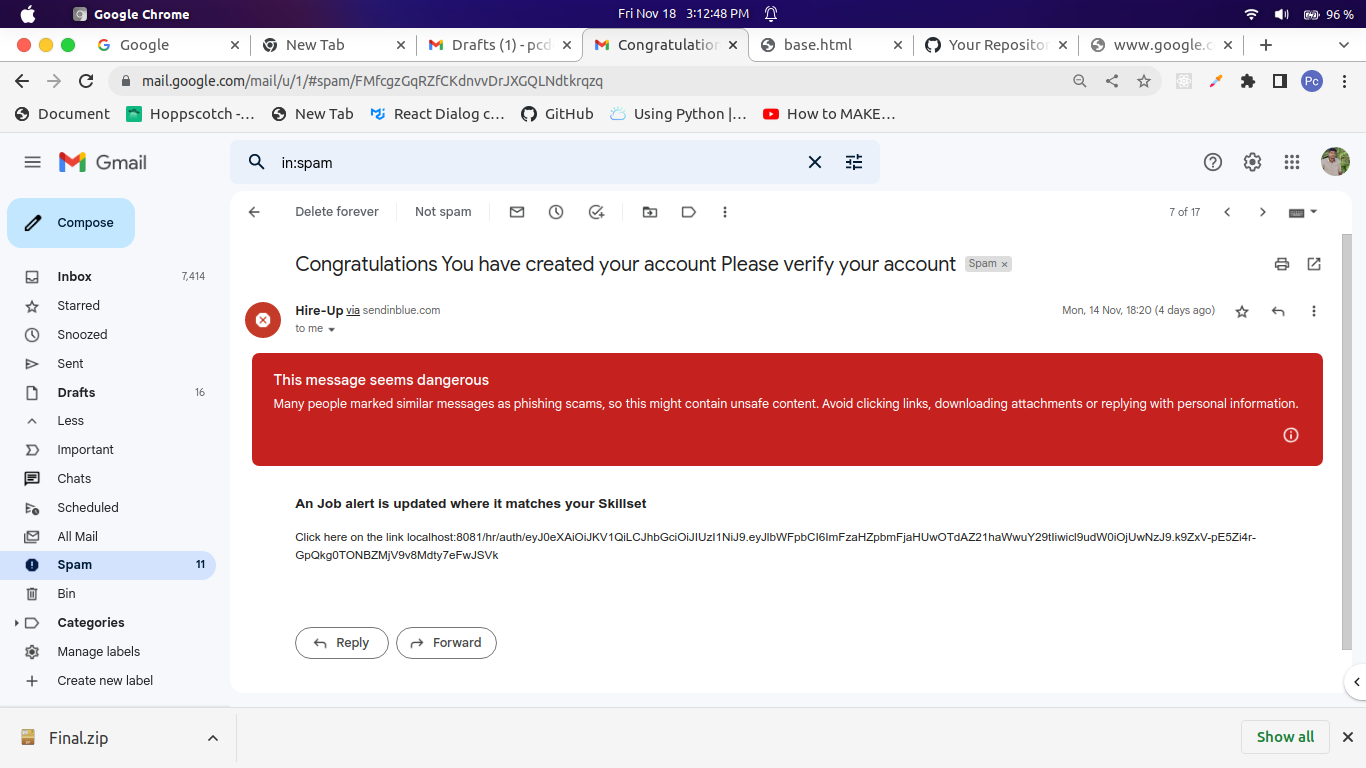 Google Chrome
Fri Nov 18 3:12:48 PM
96 %
Google
New Tab
Drafts (1) - pcd
Congratulation
base.html
Your Repositor
www.google.c
mail.google.com/mail/u/1/#spam/FMfcgzGqRZfCKdnvvDrJXGQLNdtkrqzq
Pc
Document
Hoppscotch -...
New Tab
React Dialog c...
GitHub
Using Python |...
How to MAKE...
Gmail
in:spam
Compose
Delete forever
Not spam
7 of 17
Inbox 7,414
Starred
Snoozed
Sent
Drafts 16
Less
Important
Chats
Scheduled
All Mail
Spam 11
Bin
Categories
Manage labels
Create new label
Congratulations You have created your account Please verify your account
Spam ×
Hire-Up via sendinblue.com
Mon, 14 Nov, 18:20 (4 days ago)
to me
This message seems dangerous
Many people marked similar messages as phishing scams, so this might contain unsafe content. Avoid clicking links, downloading attachments or replying with personal information.
An Job alert is updated where it matches your Skillset
Click here on the link localhost:8081/hr/auth/eyJ0eXAiOiJKV1QiLCJhbGciOiJIUzI1NiJ9.eyJlbWFpbCI6ImFzaHZpbmFjaHUwOTdAZ21haWwuY29tIiwicl9udW0iOjUwNzJ9.k9ZxV-pE5Zi4r-
GpQkg0TONBZMjV9v8Mdty7eFwJSVk
Reply
Forward
Final.zip
Show all